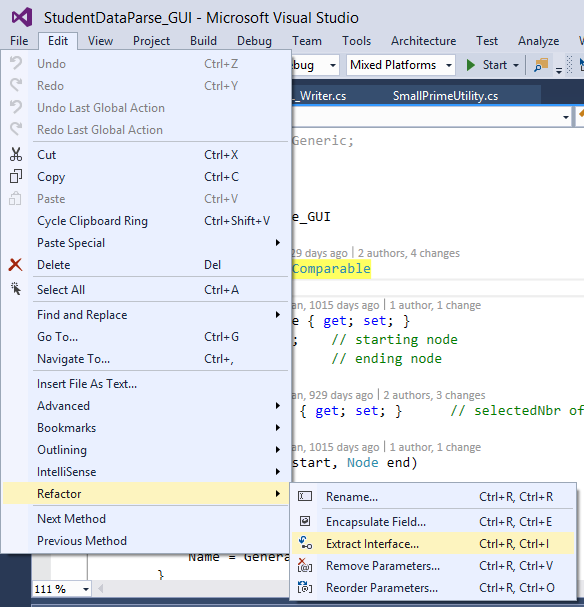 StudentDataParse_GUI - Microsoft Visual Studio
File Edit View Project Build Debug Team Tools Architecture Test Analyze
bug Mixed Platforms Start
_Writer.cs SmallPrimeUtility.cs
Undo Ctrl+Z
Redo Ctrl+Y
Undo Last Global Action
Redo Last Global Action
Cut Ctrl+X
Copy Ctrl+C
Paste Ctrl+V
Cycle Clipboard Ring Ctrl+Shift+V
Paste Special
Delete Del
Select All Ctrl+A
Find and Replace
Go To... Ctrl+G
Navigate To... Ctrl+,
Insert File As Text...
Advanced
Bookmarks
Outlining
IntelliSense
Refactor
Next Method
Previous Method
Generic;
e_GUI
29 days ago | 2 authors, 4 changes
Comparable
an, 1015 days ago | 1 author, 1 change
e { get; set; }
; // starting node
// ending node
an, 929 days ago | 2 authors, 3 changes
{ get; set; } // selectedNbr of
an, 1015 days ago | 1 author, 1 change
start, Node end)
Rename... Ctrl+R, Ctrl+R
Encapsulate Field... Ctrl+R, Ctrl+E
Extract Interface... Ctrl+R, Ctrl+I
Remove Parameters... Ctrl+R, Ctrl+V
Reorder Parameters... Ctrl+R, Ctrl+O
Name = Genera
}
111 %